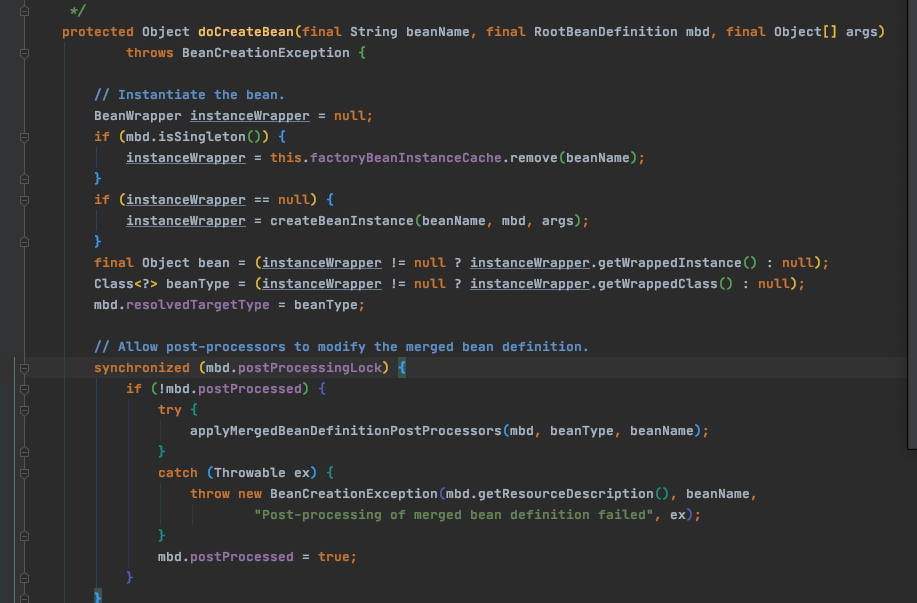 */
protected Object doCreateBean(final String beanName, final RootBeanDefinition mbd, final Object[] args)
throws BeanCreationException {
// Instantiate the bean.
BeanWrapper instanceWrapper = null;
if (mbd.isSingleton()) {
instanceWrapper = this.factoryBeanInstanceCache.remove(beanName);
}
if (instanceWrapper == null) {
instanceWrapper = createBeanInstance(beanName, mbd, args);
}
final Object bean = (instanceWrapper != null ? instanceWrapper.getWrappedInstance() : null);
Class<?> beanType = (instanceWrapper != null ? instanceWrapper.getWrappedClass() : null);
mbd.resolvedTargetType = beanType;
// Allow post-processors to modify the merged bean definition.
synchronized (mbd.postProcessingLock) {
if (!mbd.postProcessed) {
try {
applyMergedBeanDefinitionPostProcessors(mbd, beanType, beanName);
}
catch (Throwable ex) {
throw new BeanCreationException(mbd.getResourceDescription(), beanName,
"Post-processing of merged bean definition failed", ex);
}
mbd.postProcessed = true;
}
}